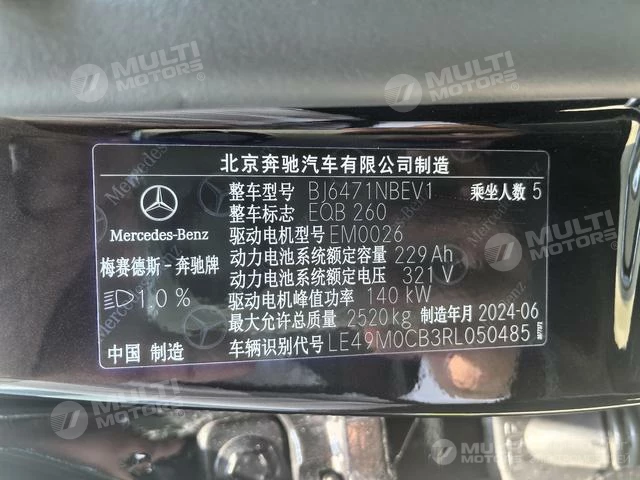 MULTI MOTORS®
MULTI MOTORS®
北京奔驰汽车有限公司制造
整车型号 BJ6471NBEV1 乘坐人数 5
整车标志 EQB 260
Mercedes-Benz 驱动电机型号 EM0026
动力电池系统额定容量 229 Ah
梅赛德斯-奔驰牌 动力电池系统额定电压 321 V
1.0 % 驱动电机峰值功率 140 kW
最大允许总质量 2520kg 制造年月 2024-06
中国 制造 车辆识别代号 LE49M0CB3RL050485
MULTI MOTORS®
MULTI MOTORS®